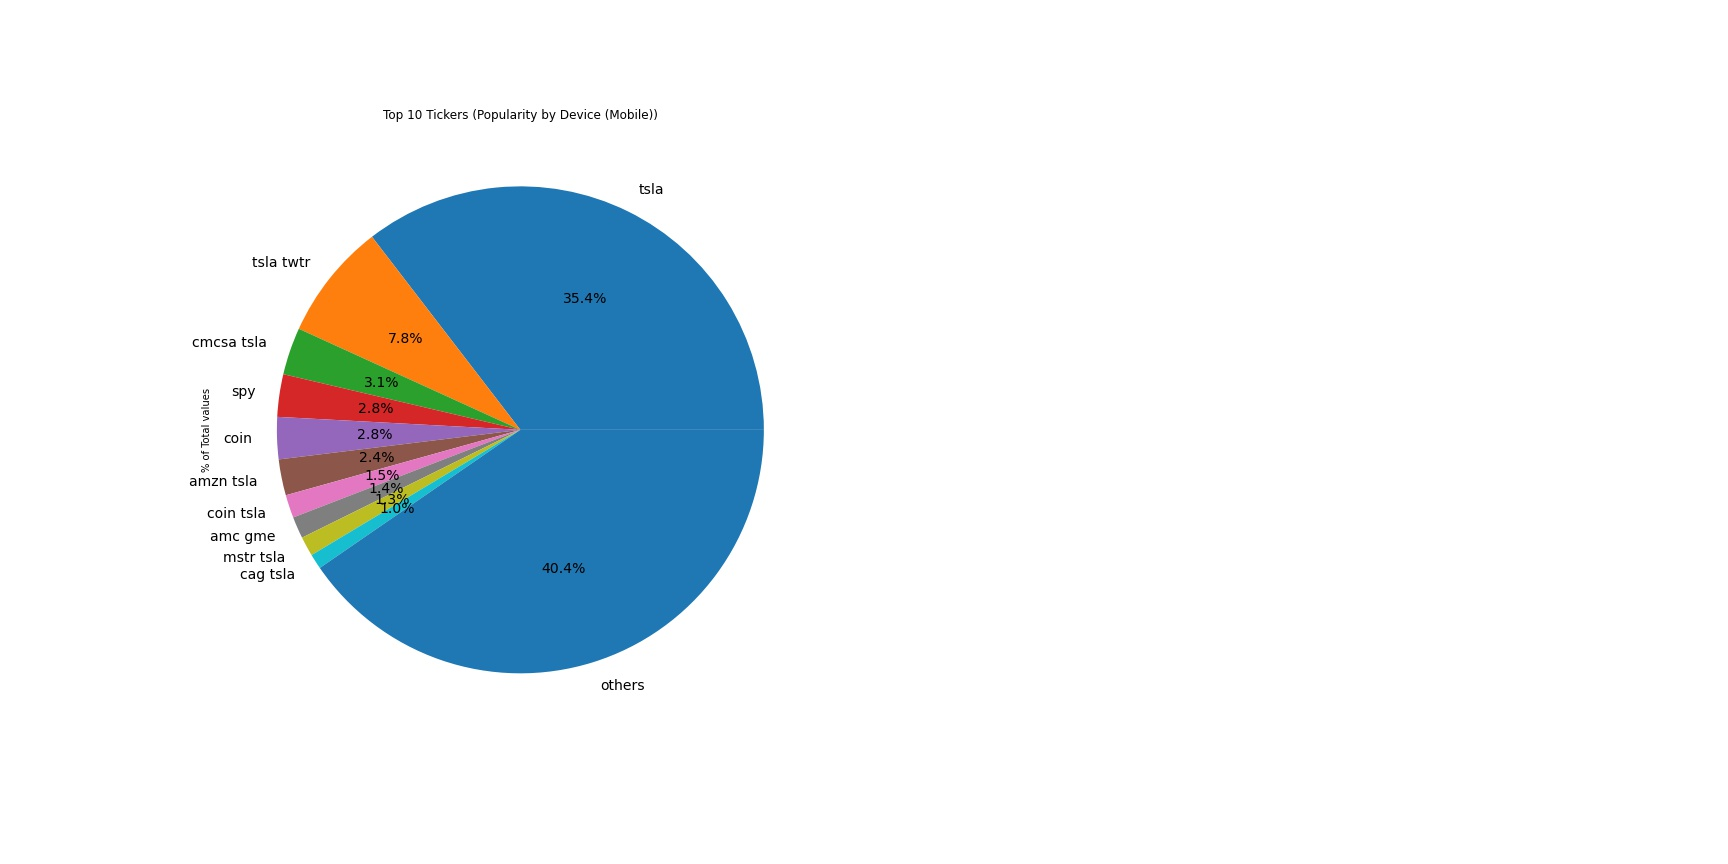 Top 10 Tickers (Popularity by Device (Mobile))
tsla
35.4%
tsla twtr
7.8%
cmcsa tsla
3.1%
spy
2.8%
coin
2.8%
amzn tsla
2.4%
coin tsla
1.5%
amc gme
1.4%
mstr tsla
1.3%
cag tsla
1.0%
others
40.4%
% of Total values